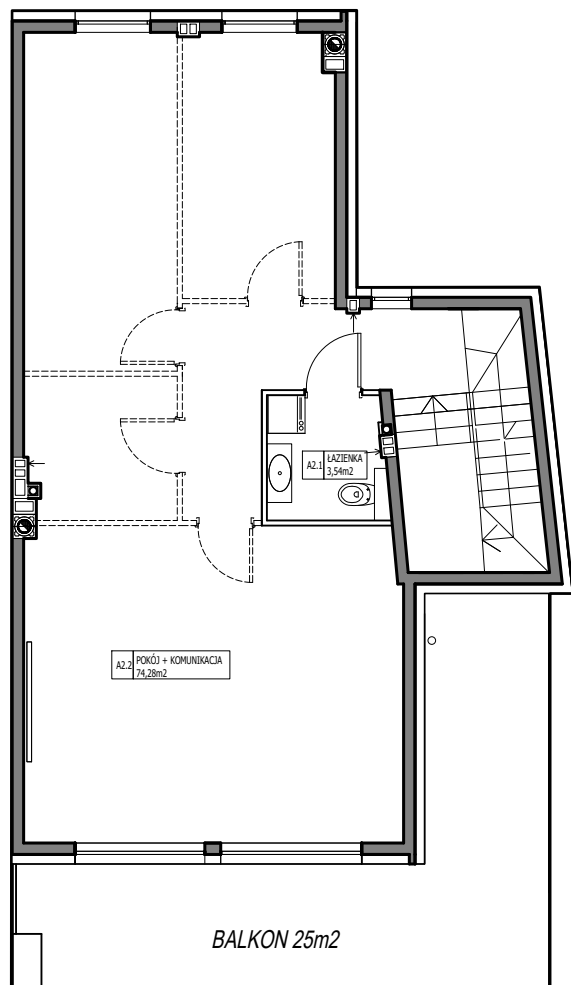 A2.1 ŁAZIENKA
3,54m2
A2.2 POKÓJ + KOMUNIKACJA
74,28m2
BALKON 25m2